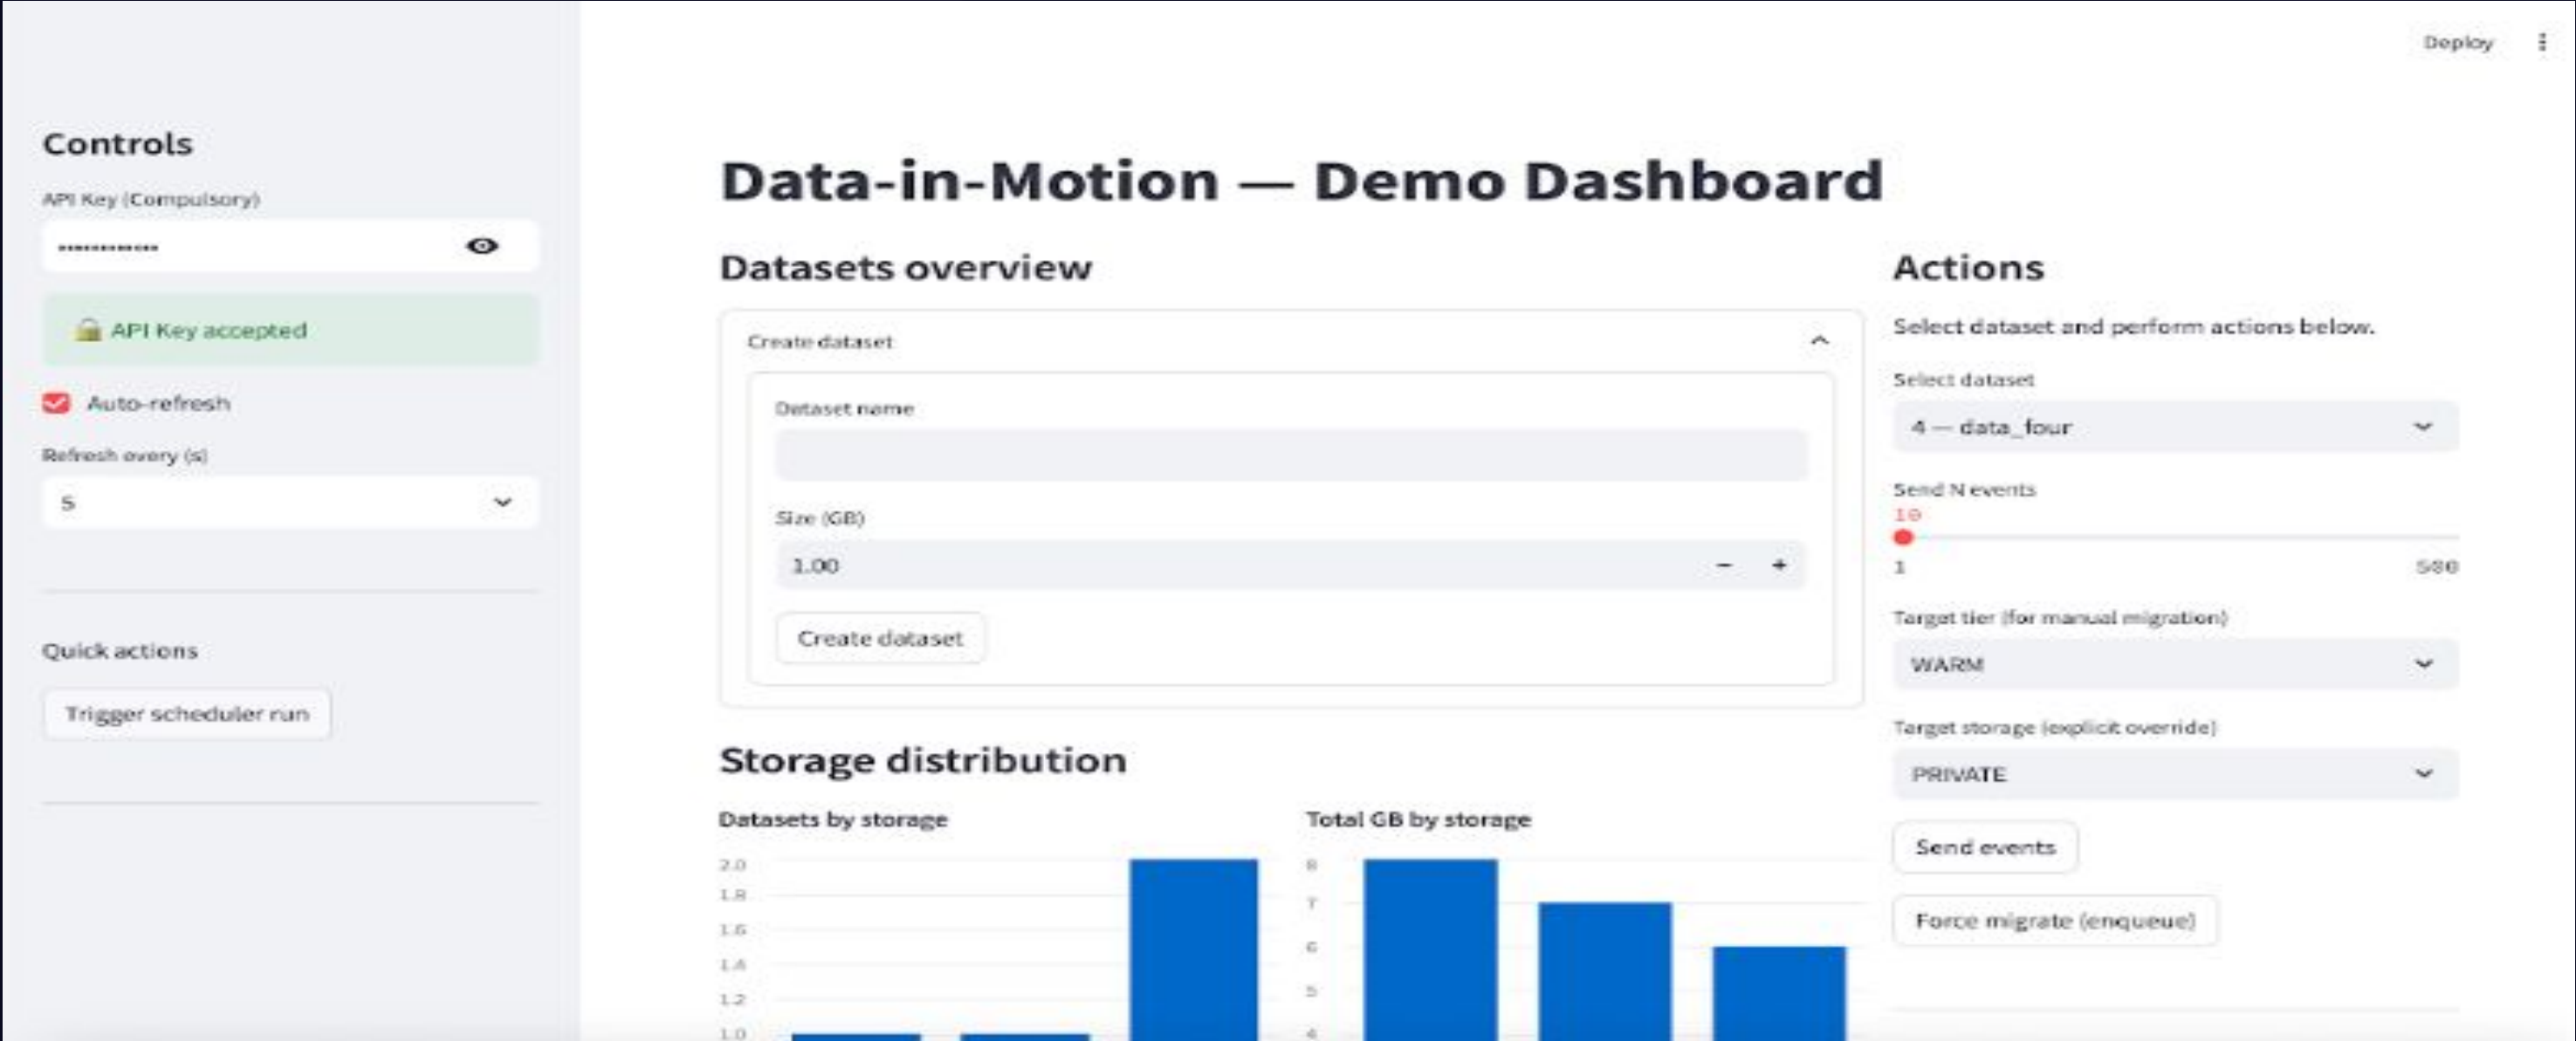 Deploy
Controls
API Key (Compulsory)
••••••••••••
API Key accepted
Auto-refresh
Refresh every (s)
5
Quick actions
Trigger scheduler run
Data-in-Motion — Demo Dashboard
Datasets overview
Create dataset
Dataset name
Size (GB)
1.00
− +
Create dataset
Storage distribution
Datasets by storage
2.0
1.8
1.6
1.4
1.2
1.0
Total GB by storage
8
7
6
5
4
Actions
Select dataset and perform actions below.
Select dataset
4 — data_four
Send N events
10
1 500
Target tier (for manual migration)
WARM
Target storage (explicit override)
PRIVATE
Send events
Force migrate (enqueue)